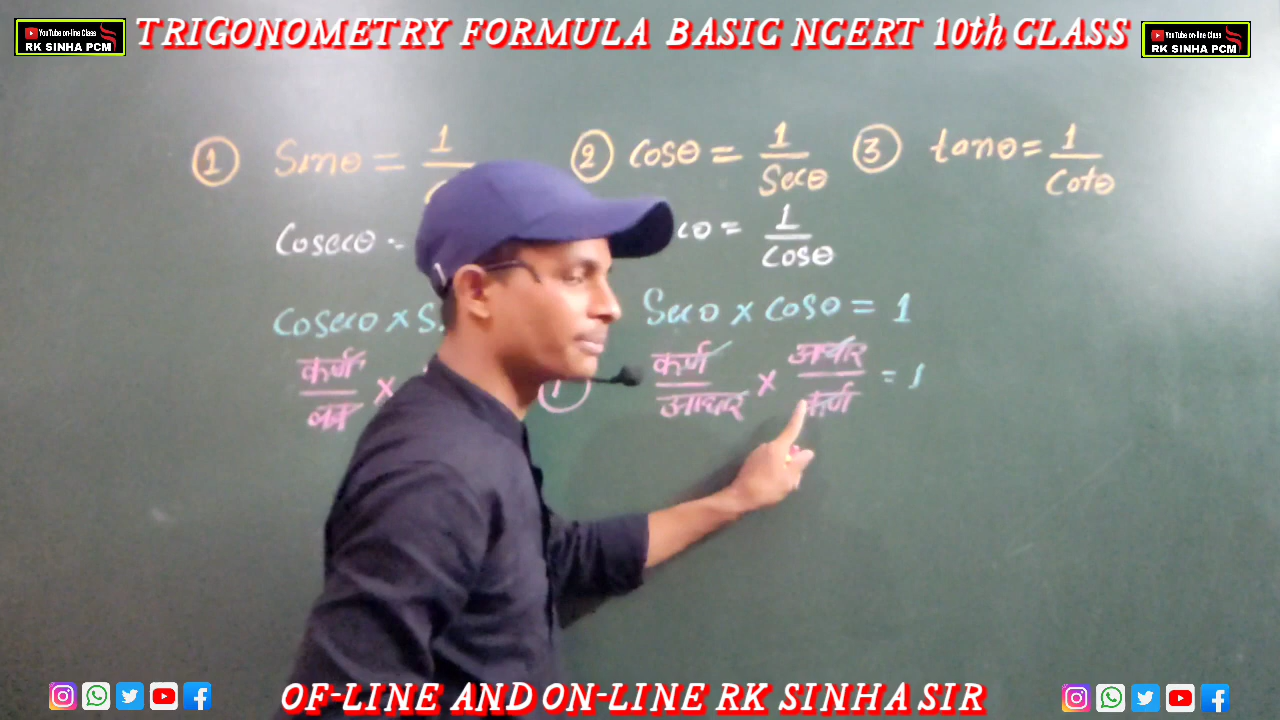 YouTube on-line Class
RK SINHA PCM
TRIGONOMETRY FORMULA BASIC NCERT 10th CLASS
YouTube on-line Class
RK SINHA PCM
① Sinθ = 1/
② cosθ = 1/Secθ
③ tanθ = 1/Cotθ
Cosecθ
= 1/Cosθ
Cosecθ × S
Secθ × Cosθ = 1
कर्ण/लम्ब ×
कर्ण/आधार × आधार/कर्ण = 1
OF-LINE AND ON-LINE RK SINHA SIR